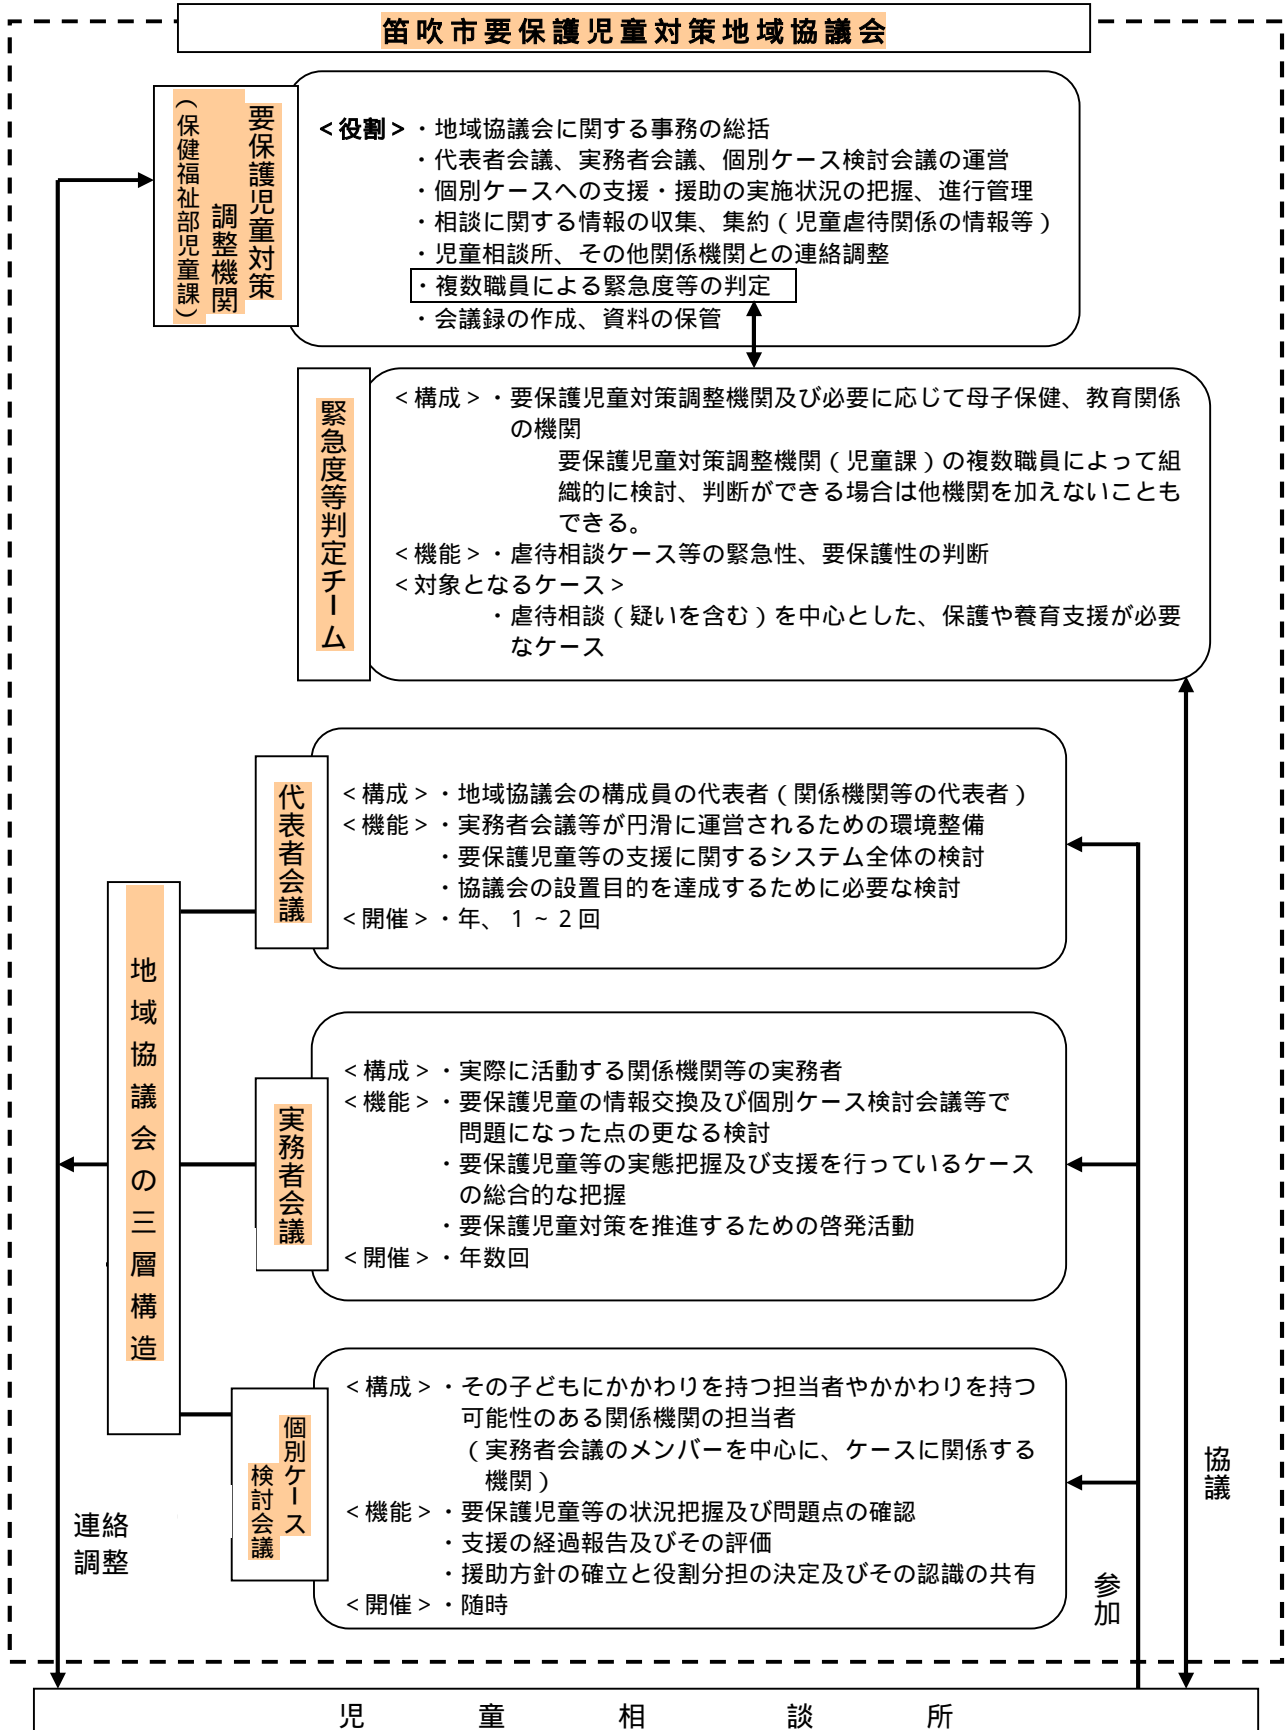 笛吹市要保護児童対策地域協議会
要保護児童対策
調整機関
(保健福祉部児童課)
<役割>・地域協議会に関する事務の総括
・代表者会議、実務者会議、個別ケース検討会議の運営
・個別ケースへの支援・援助の実施状況の把握、進行管理
・相談に関する情報の収集、集約(児童虐待関係の情報等)
・児童相談所、その他関係機関との連絡調整
・複数職員による緊急度等の判定
・会議録の作成、資料の保管
緊急度等判定チーム
<構成>・要保護児童対策調整機関及び必要に応じて母子保健、教育関係
の機関
要保護児童対策調整機関(児童課)の複数職員によって組
織的に検討、判断ができる場合は他機関を加えないことも
できる。
<機能>・虐待相談ケース等の緊急性、要保護性の判断
<対象となるケース>
・虐待相談(疑いを含む)を中心とした、保護や養育支援が必要
なケース
地域協議会の三層構造
代表者会議
<構成>・地域協議会の構成員の代表者(関係機関等の代表者)
<機能>・実務者会議等が円滑に運営されるための環境整備
・要保護児童等の支援に関するシステム全体の検討
・協議会の設置目的を達成するために必要な検討
<開催>・年、1~2回
実務者会議
<構成>・実際に活動する関係機関等の実務者
<機能>・要保護児童の情報交換及び個別ケース検討会議等で
問題になった点の更なる検討
・要保護児童等の実態把握及び支援を行っているケース
の総合的な把握
・要保護児童対策を推進するための啓発活動
<開催>・年数回
個別ケース
検討会議
<構成>・その子どもにかかわりを持つ担当者やかかわりを持つ
可能性のある関係機関の担当者
(実務者会議のメンバーを中心に、ケースに関係する
機関)
<機能>・要保護児童等の状況把握及び問題点の確認
・支援の経過報告及びその評価
・援助方針の確立と役割分担の決定及びその認識の共有
<開催>・随時
連絡
調整
参加
協議
児童相談所